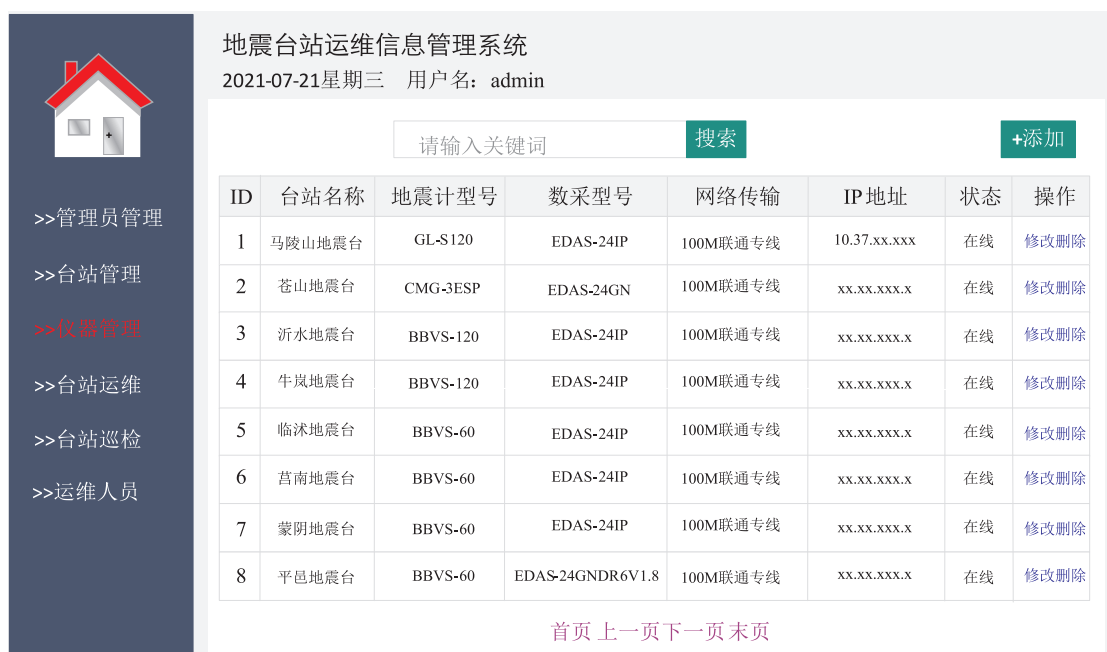 地震台站运维信息管理系统
2021-07-21星期三 用户名: admin
请输入关键词 搜索 +添加
>>管理员管理
>>台站管理
>>仪器管理
>>台站运维
>>台站巡检
>>运维人员
ID 台站名称 地震计型号 数采型号 网络传输 IP地址 状态 操作
1 马陵山地震台 GL-S120 EDAS-24IP 100M联通专线 10.37.xx.xxx 在线 修改删除
2 苍山地震台 CMG-3ESP EDAS-24GN 100M联通专线 xx.xx.xxx.x 在线 修改删除
3 沂水地震台 BBVS-120 EDAS-24IP 100M联通专线 xx.xx.xxx.x 在线 修改删除
4 牛岚地震台 BBVS-120 EDAS-24IP 100M联通专线 xx.xx.xxx.x 在线 修改删除
5 临沭地震台 BBVS-60 EDAS-24IP 100M联通专线 xx.xx.xxx.x 在线 修改删除
6 莒南地震台 BBVS-60 EDAS-24IP 100M联通专线 xx.xx.xxx.x 在线 修改删除
7 蒙阴地震台 BBVS-60 EDAS-24IP 100M联通专线 xx.xx.xxx.x 在线 修改删除
8 平邑地震台 BBVS-60 EDAS-24GNDR6V1.8 100M联通专线 xx.xx.xxx.x 在线 修改删除
首页 上一页 下一页 末页